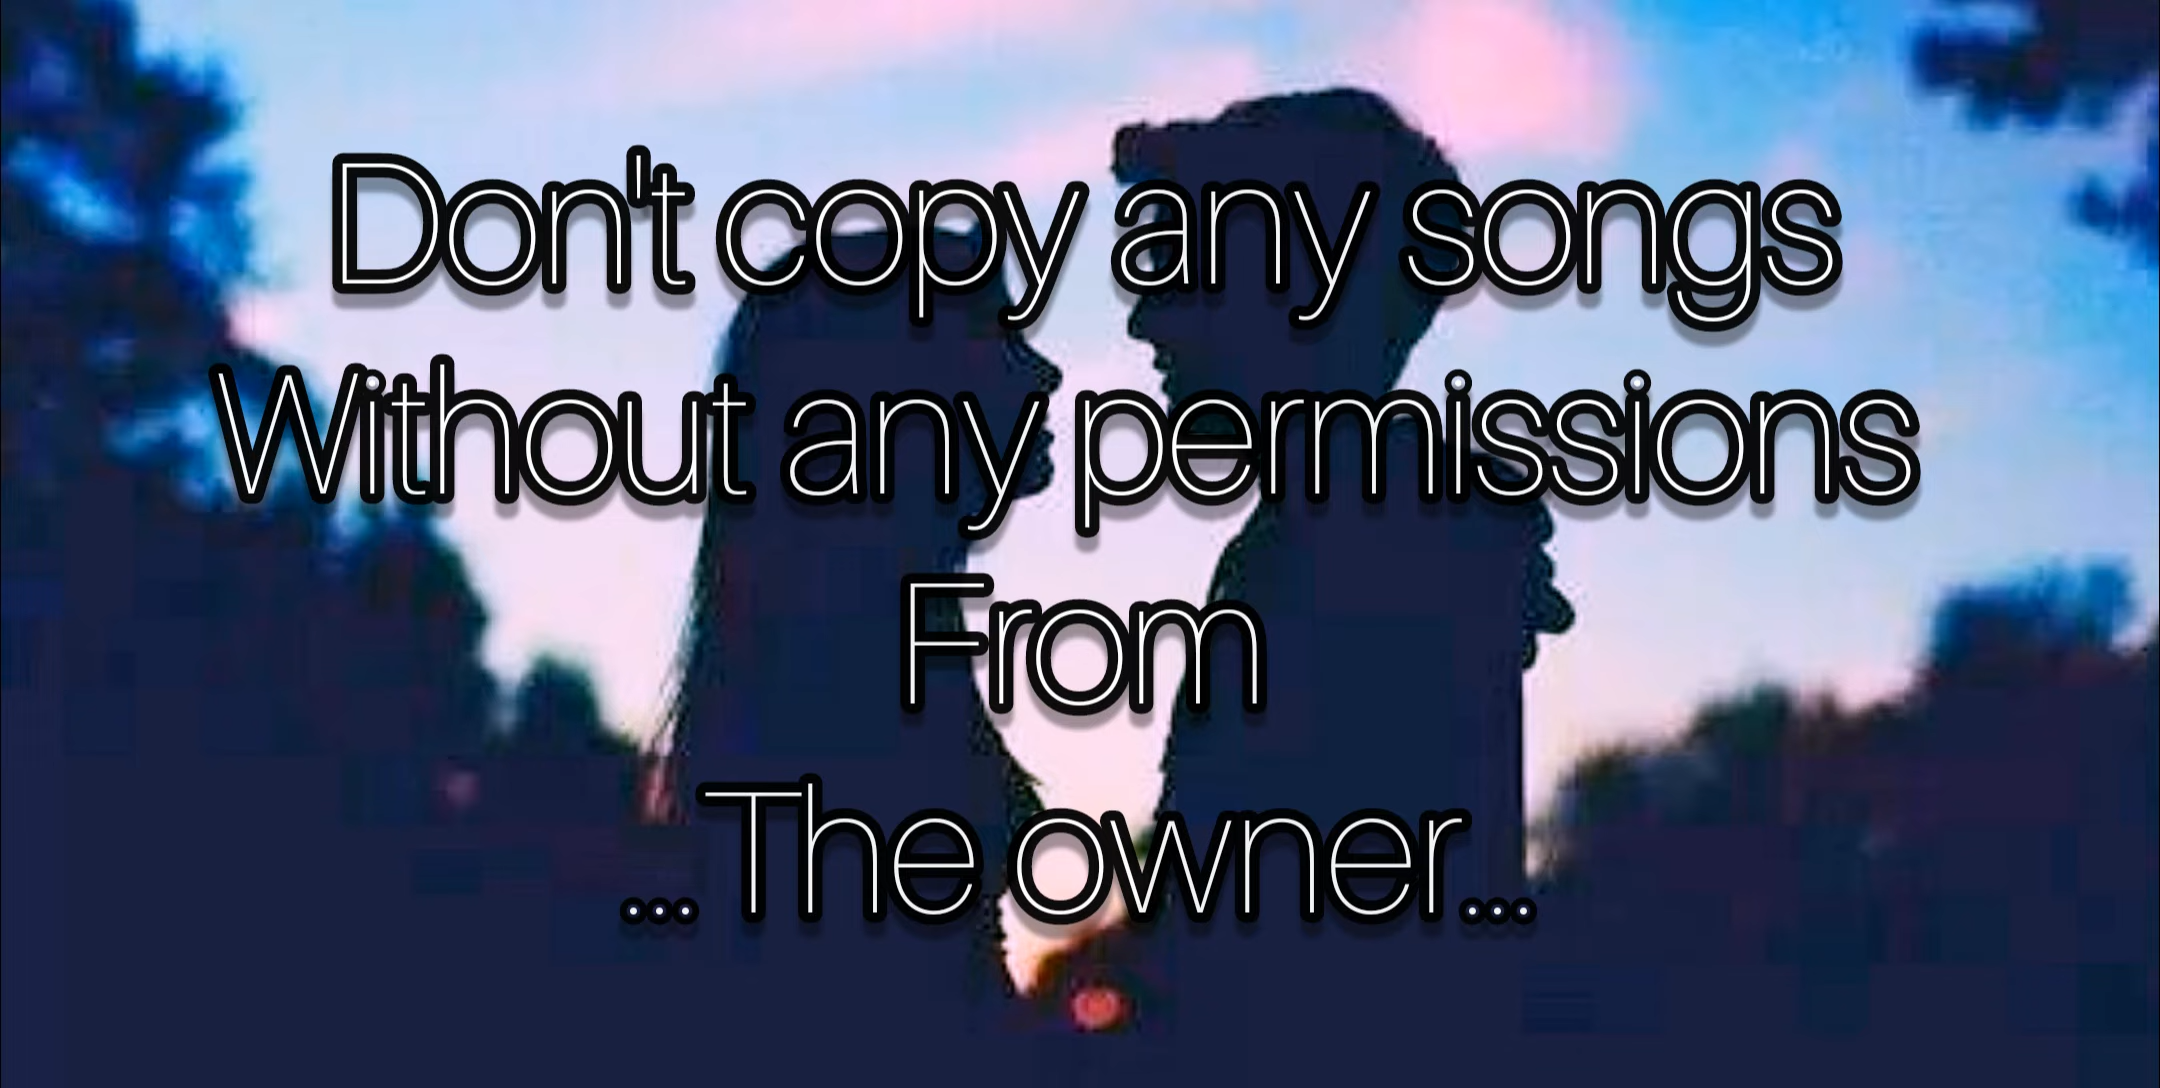 Don't copy any songs
Without any permissions
From
...The owner...